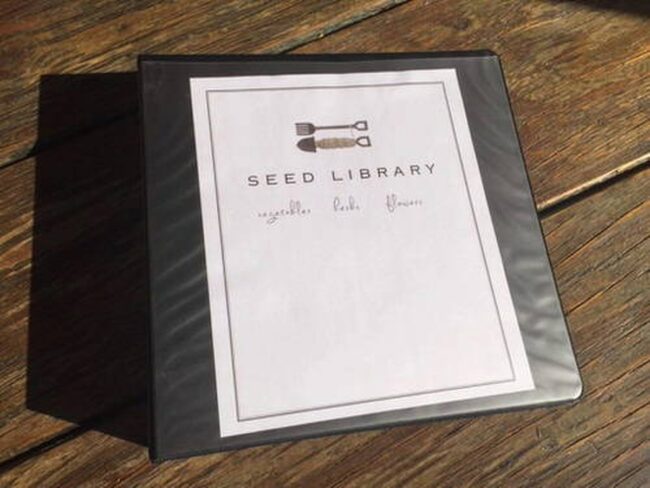 SEED LIBRARY
vegetables herbs flowers